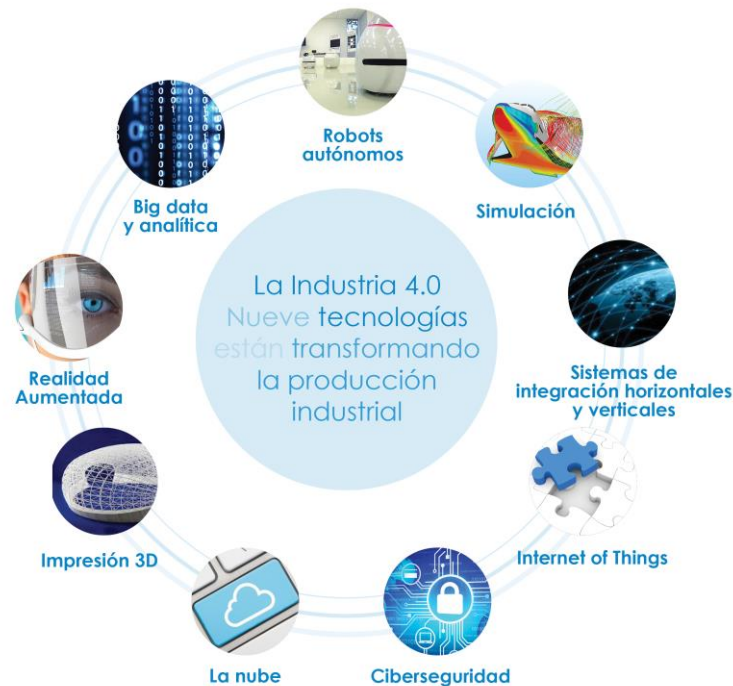 Robots
autónomos
Simulación
Sistemas de
integración horizontales
y verticales
Internet of Things
Ciberseguridad
La nube
Impresión 3D
Realidad
Aumentada
Big data
y analítica
La Industria 4.0
Nueve tecnologías
están transformando
la producción
industrial